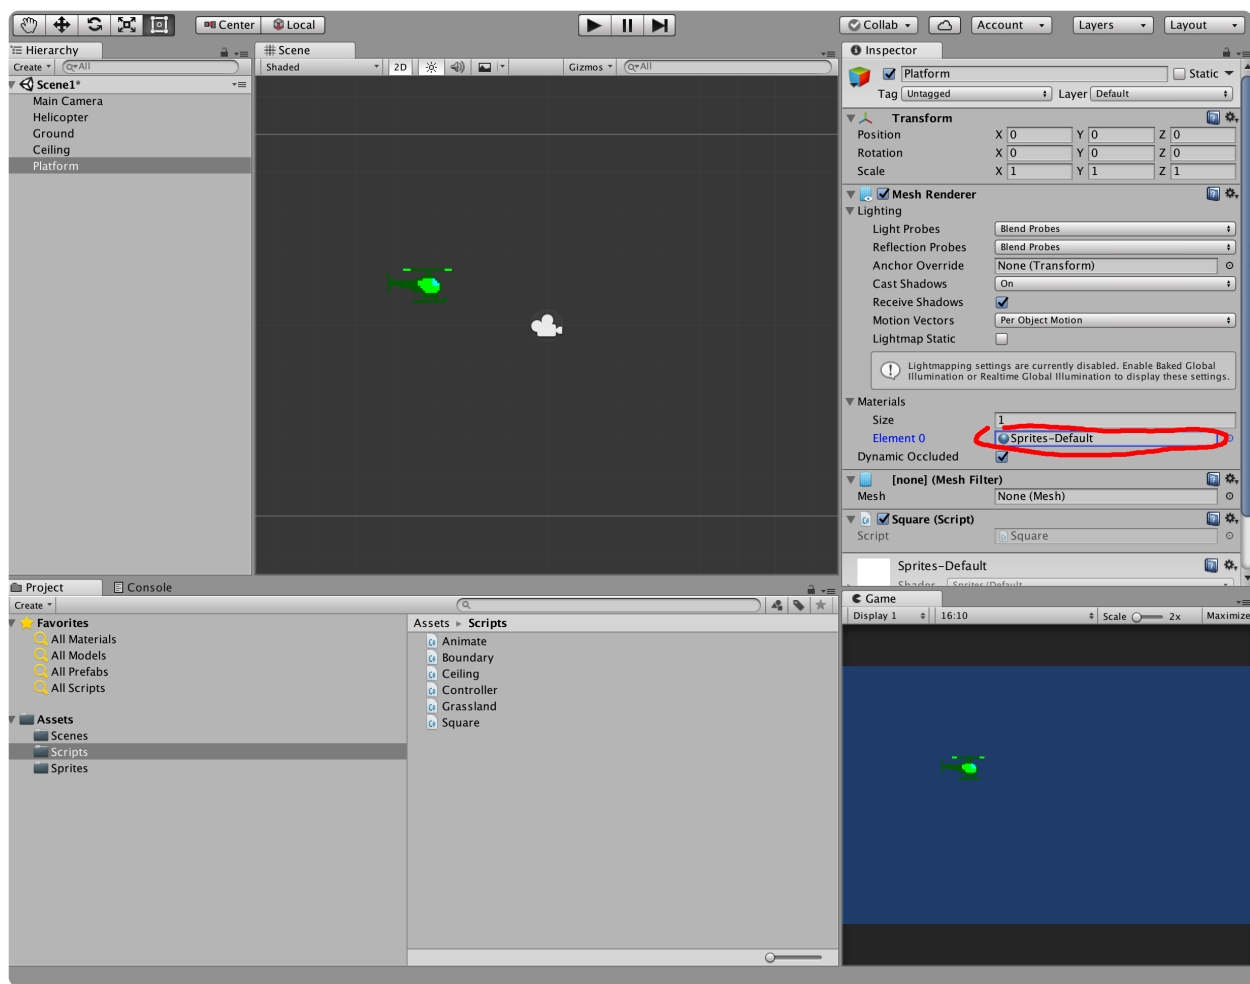 Center Local Collab Account Layers Layout
Hierarchy
Create All
Scene1*
Main Camera
Helicopter
Ground
Ceiling
Platform
Scene
Shaded 2D Gizmos All
Inspector
Platform Static
Tag Untagged Layer Default
Transform
Position X 0 Y 0 Z 0
Rotation X 0 Y 0 Z 0
Scale X 1 Y 1 Z 1
Mesh Renderer
Lighting
Light Probes Blend Probes
Reflection Probes Blend Probes
Anchor Override None (Transform)
Cast Shadows On
Receive Shadows
Motion Vectors Per Object Motion
Lightmap Static
Lightmapping settings are currently disabled. Enable Baked Global
Illumination or Realtime Global Illumination to display these settings.
Materials
Size 1
Element 0 Sprites-Default
Dynamic Occluded
[none] (Mesh Filter)
Mesh None (Mesh)
Square (Script)
Script Square
Sprites-Default
Shader Sprites/Default
Project Console
Create
Favorites
All Materials
All Models
All Prefabs
All Scripts
Assets
Scenes
Scripts
Sprites
Assets Scripts
Animate
Boundary
Ceiling
Controller
Grassland
Square
Game
Display 1 16:10 Scale 2x Maximize